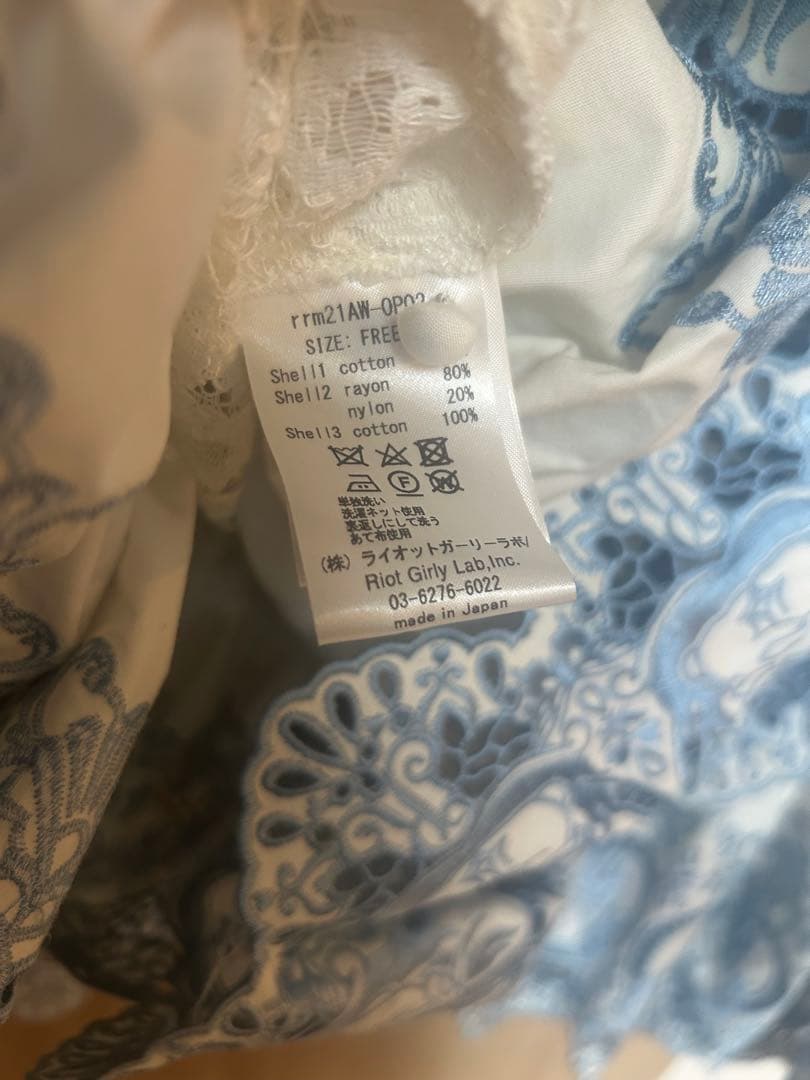 rrm21AW-OP02
SIZE: FREE
Shell1 cotton
Shell2 rayon 80%
nylon 20%
Shell3 cotton 100%
F
W
単独洗い
洗濯ネット使用
裏返しにして洗う
あて布使用
(株) ライオットガーリーラボ/
Riot Girly Lab,Inc.
03-6276-6022
made in Japan